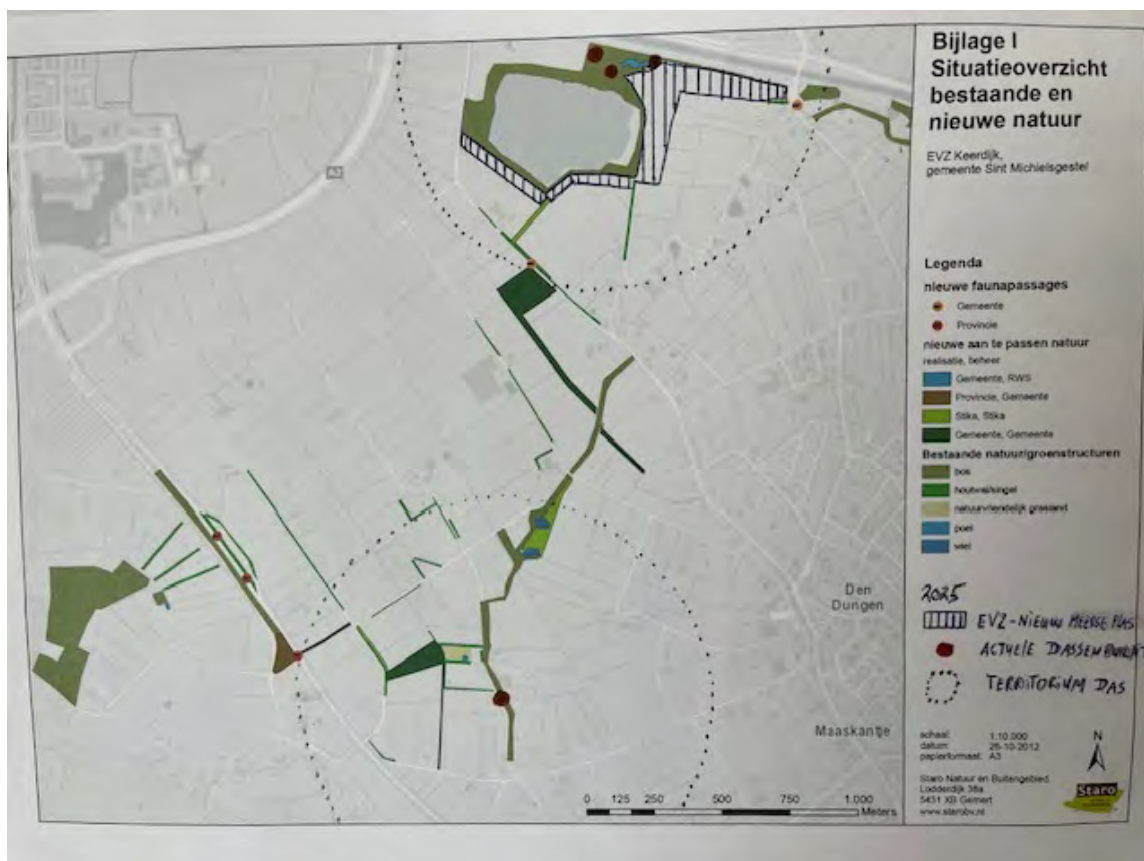 Bijlage I
Situatieoverzicht
bestaande en
nieuwe natuur
EVZ Keerdijk,
gemeente Sint Michielsgestel
Legenda
nieuwe faunapassages
Gemeente
Provincie
nieuwe aan te passen natuur
realisatie, beheer
Gemeente, RWS
Provincie, Gemeente
Stika, Stika
Gemeente, Gemeente
Bestaande natuur/groenstructuren
bos
houtwal/singel
natuurvriendelijk grasland
poel
wiel
2025
EVZ-NIEUW MEERSE PLAS
ACTUELE DASSENBURCHT
TERRITORIUM DAS
Den
Dungen
Maaskantje
schaal: 1:10.000
datum: 26-10-2012
papierformaat: A3
N
Staro Natuur en Buitengebied,
Lodderdijk 38a
5421 XB Gemert
www.starobv.nl
Staro
0 125 250 500 750 1.000
Meters